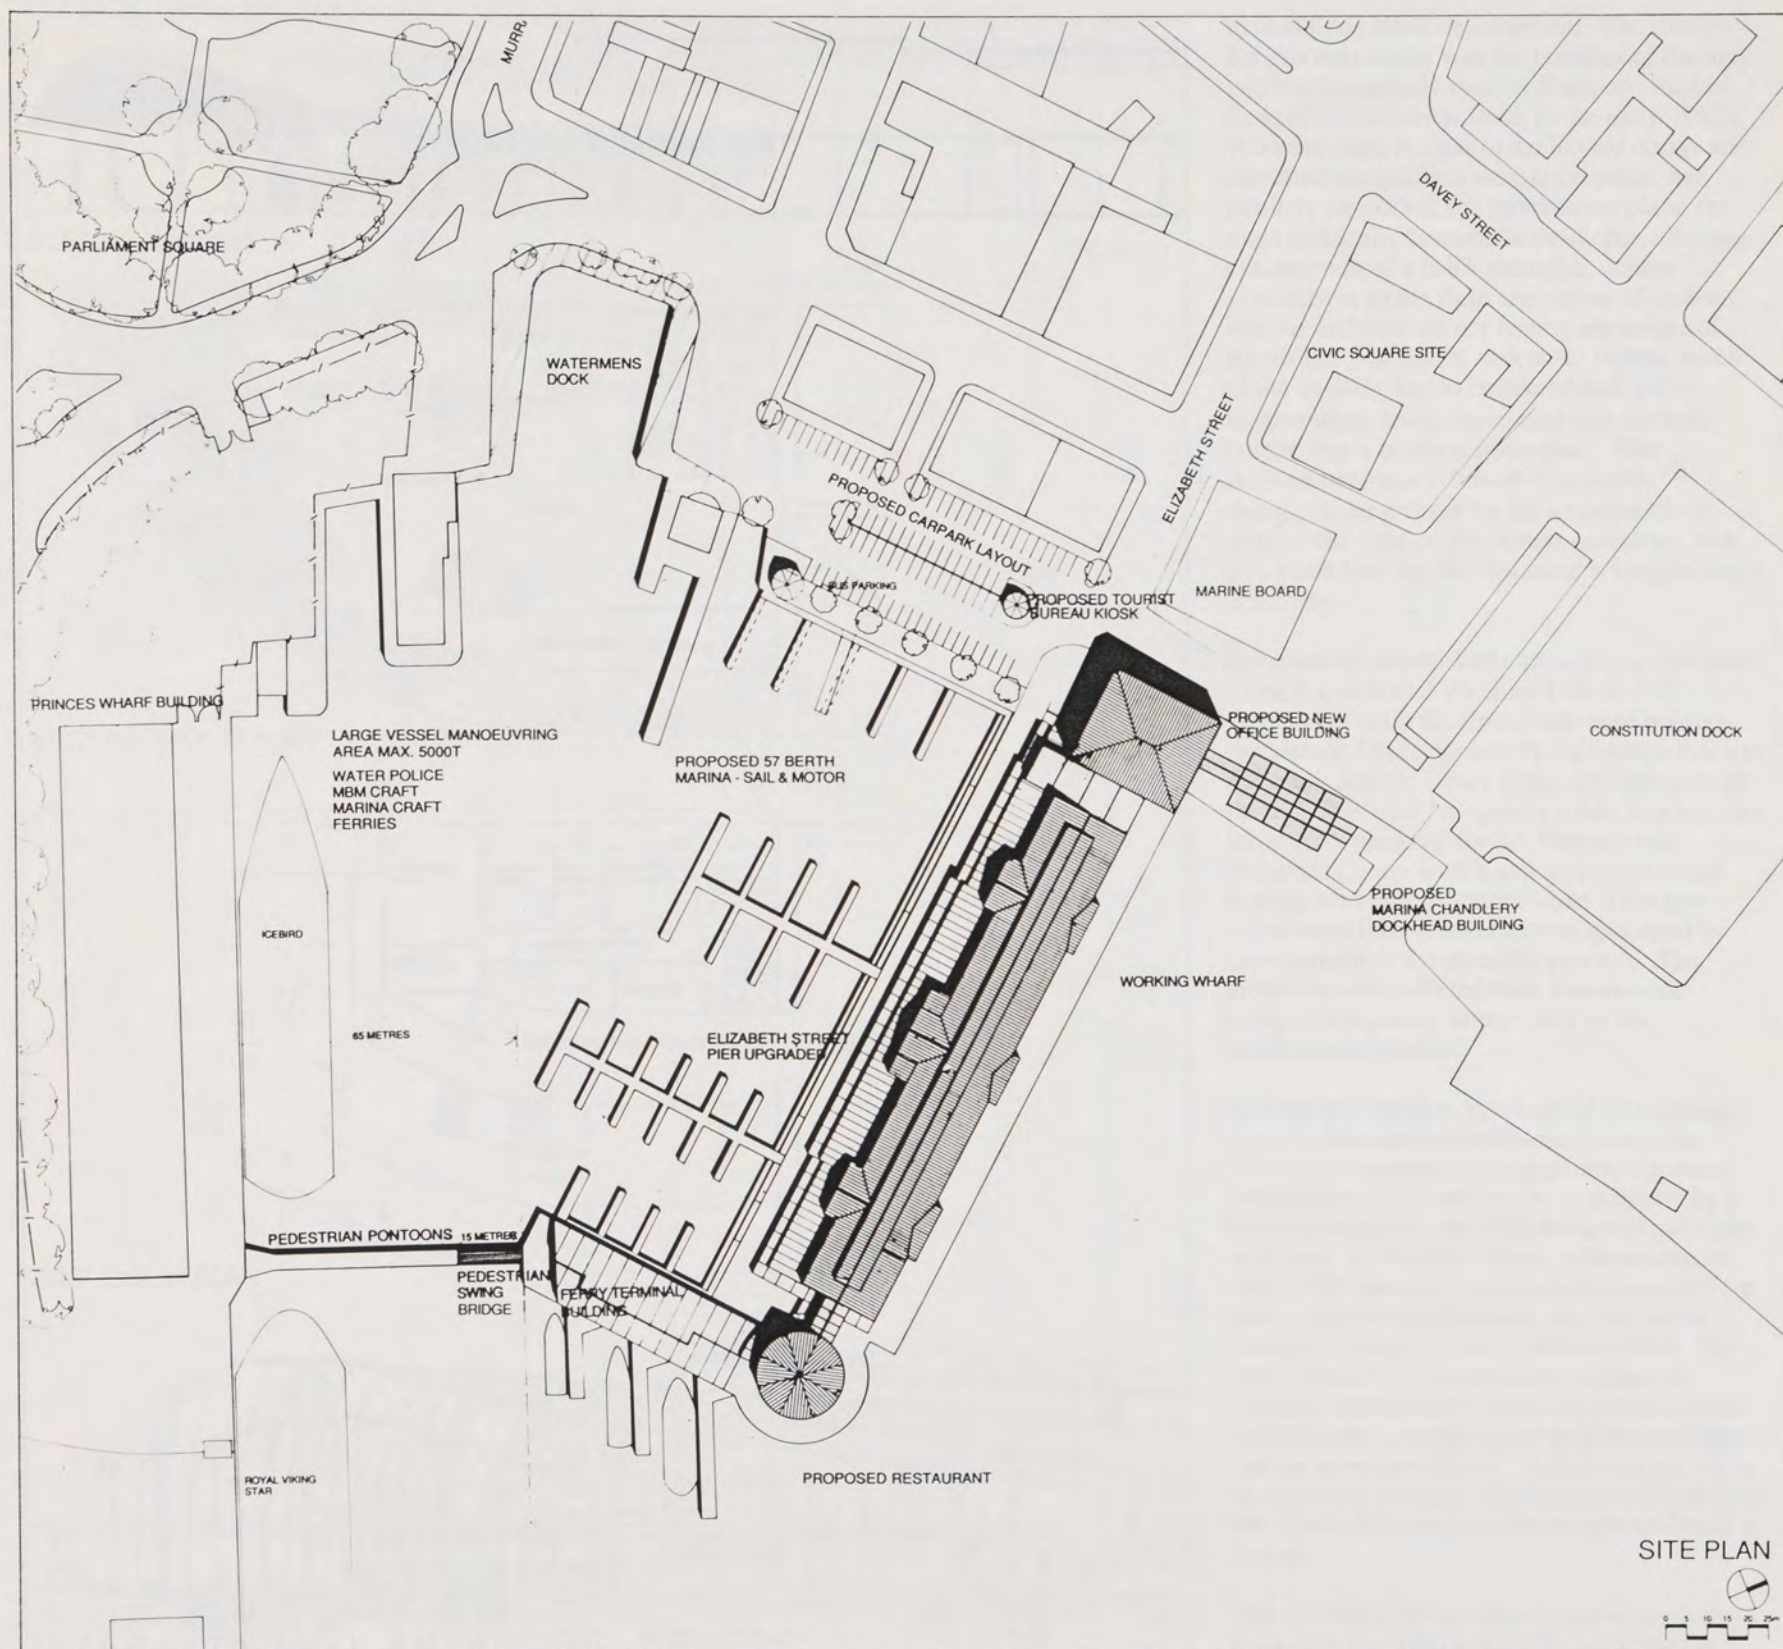 DAVEY STREET
PARLIAMENT SQUARE
WATERMENS
DOCK
CIVIC SQUARE SITE
ELIZABETH STREET
PROPOSED CARPARK LAYOUT
BUS PARKING
PROPOSED TOURIST
BUREAU KIOSK
MARINE BOARD
PRINCES WHARF BUILDING
PROPOSED NEW
OFFICE BUILDING
CONSTITUTION DOCK
LARGE VESSEL MANOEUVRING
AREA MAX. 5000T
WATER POLICE
MBM CRAFT
MARINA CRAFT
FERRIES
PROPOSED 57 BERTH
MARINA - SAIL & MOTOR
PROPOSED
MARINA CHANDLERY
DOCKHEAD BUILDING
ICEBIRD
WORKING WHARF
65 METRES
ELIZABETH STREET
PIER UPGRADED
PEDESTRIAN PONTOONS
15 METRES
PEDESTRIAN
SWING
BRIDGE
FERRY TERMINAL
BUILDING
ROYAL VIKING
STAR
PROPOSED RESTAURANT
SITE PLAN
0 5 10 15 20 25m